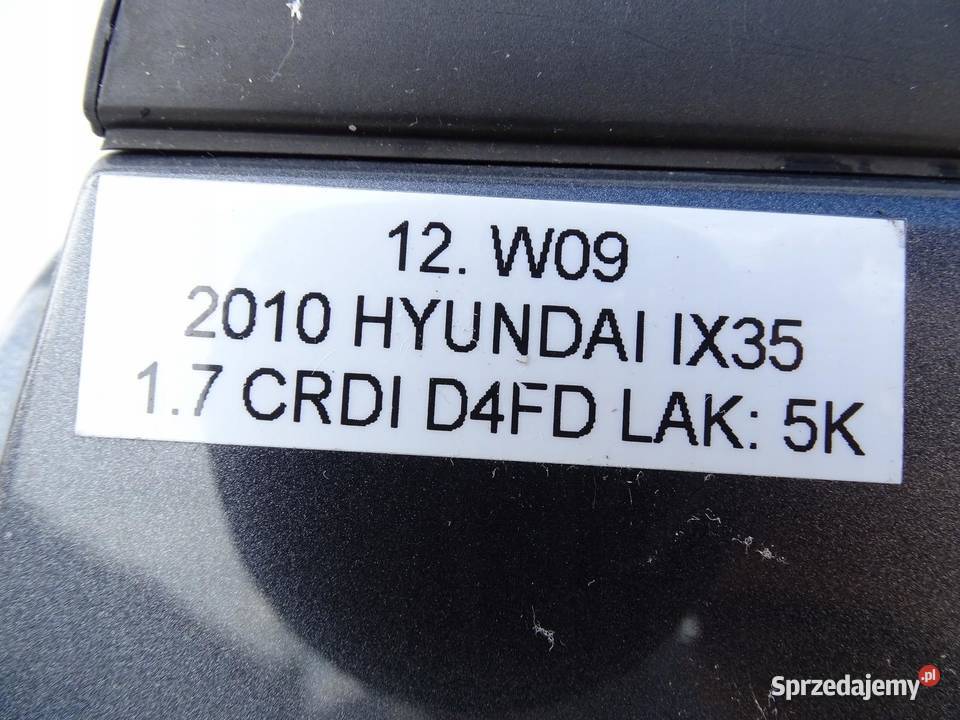 12. W09
2010 HYUNDAI IX35
1.7 CRDI D4FD LAK: 5K
Sprzedajemy.pl